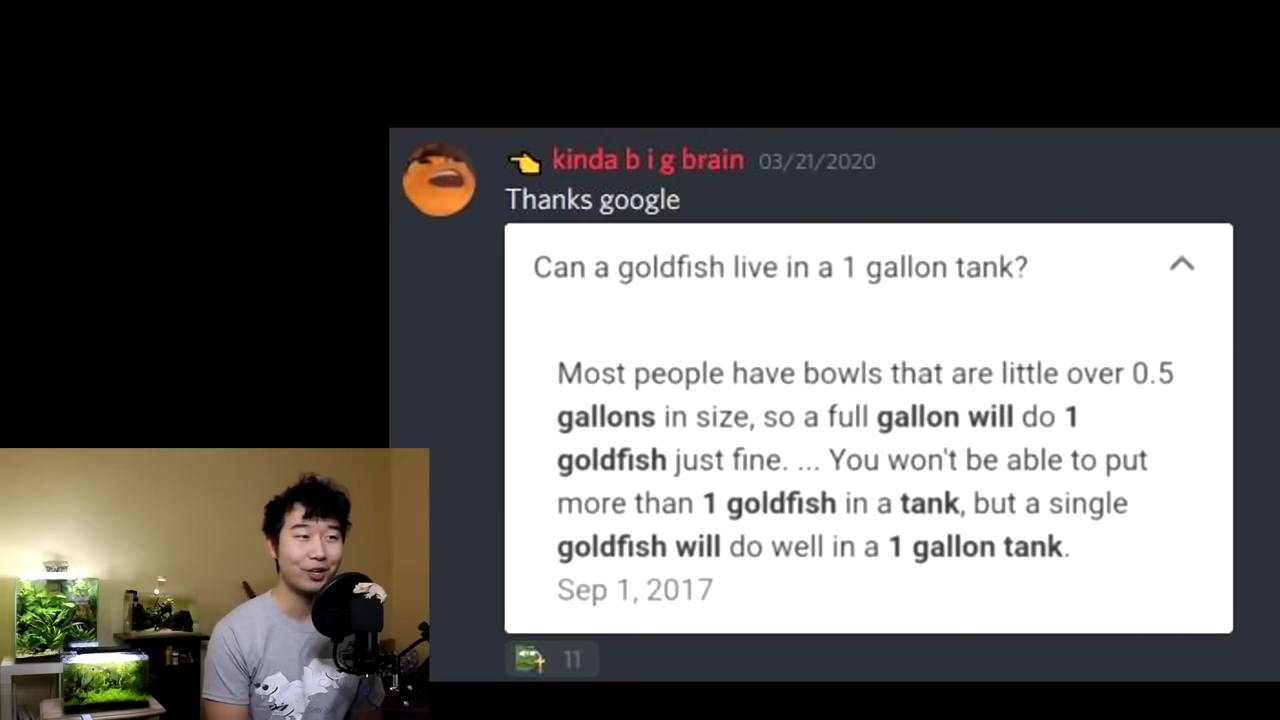 kinda b i g brain 03/21/2020
Thanks google
Can a goldfish live in a 1 gallon tank?
Most people have bowls that are little over 0.5
gallons in size, so a full gallon will do 1
goldfish just fine. ... You won't be able to put
more than 1 goldfish in a tank, but a single
goldfish will do well in a 1 gallon tank.
Sep 1, 2017
11